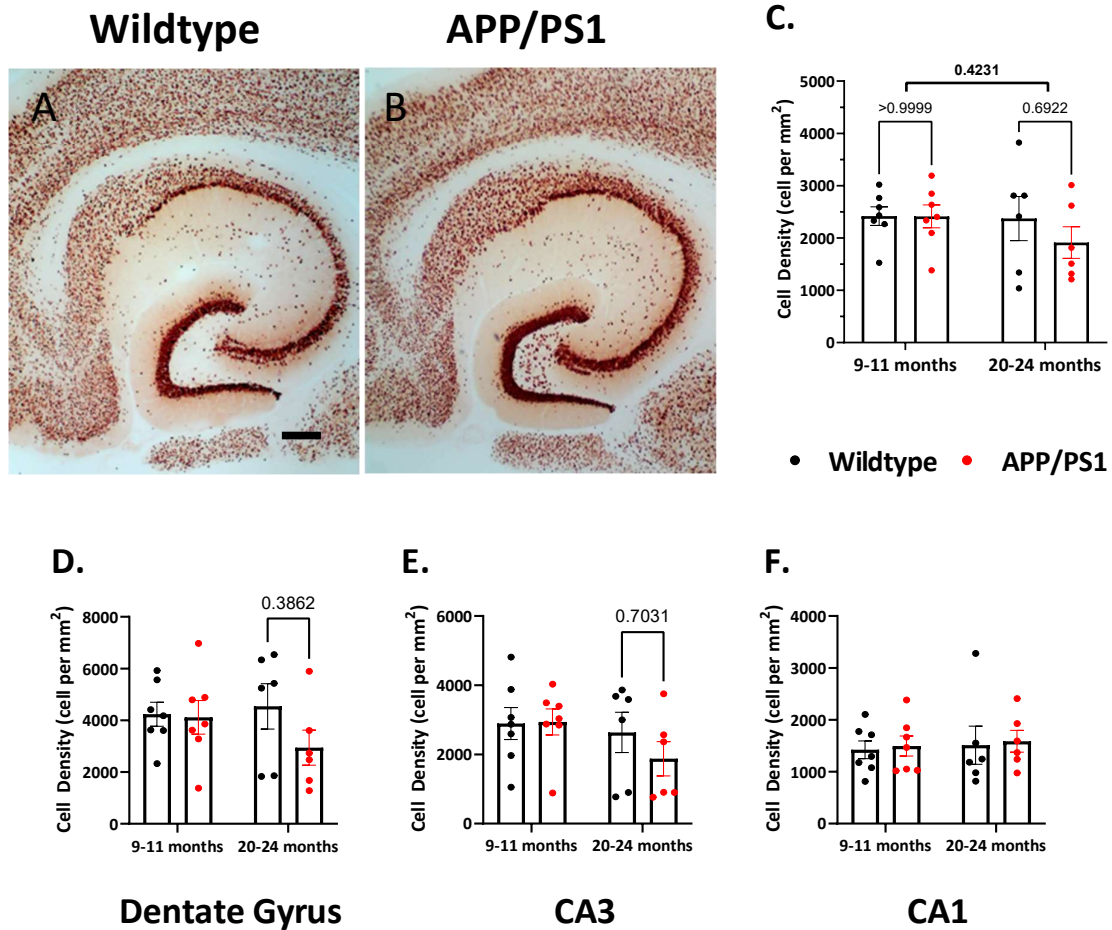 Wildtype
APP/PS1
A
B
C.
Cell Density (cell per mm²)
5000
4000
3000
2000
1000
0
0.4231
>0.9999
0.6922
9-11 months
20-24 months
Wildtype
APP/PS1
D.
Cell Density (cell per mm²)
8000
6000
4000
2000
0
0.3862
9-11 months
20-24 months
Dentate Gyrus
E.
Cell Density (cell per mm²)
6000
4000
2000
0
0.7031
9-11 months
20-24 months
CA3
F.
Cell Density (cell per mm²)
4000
3000
2000
1000
0
9-11 months
20-24 months
CA1